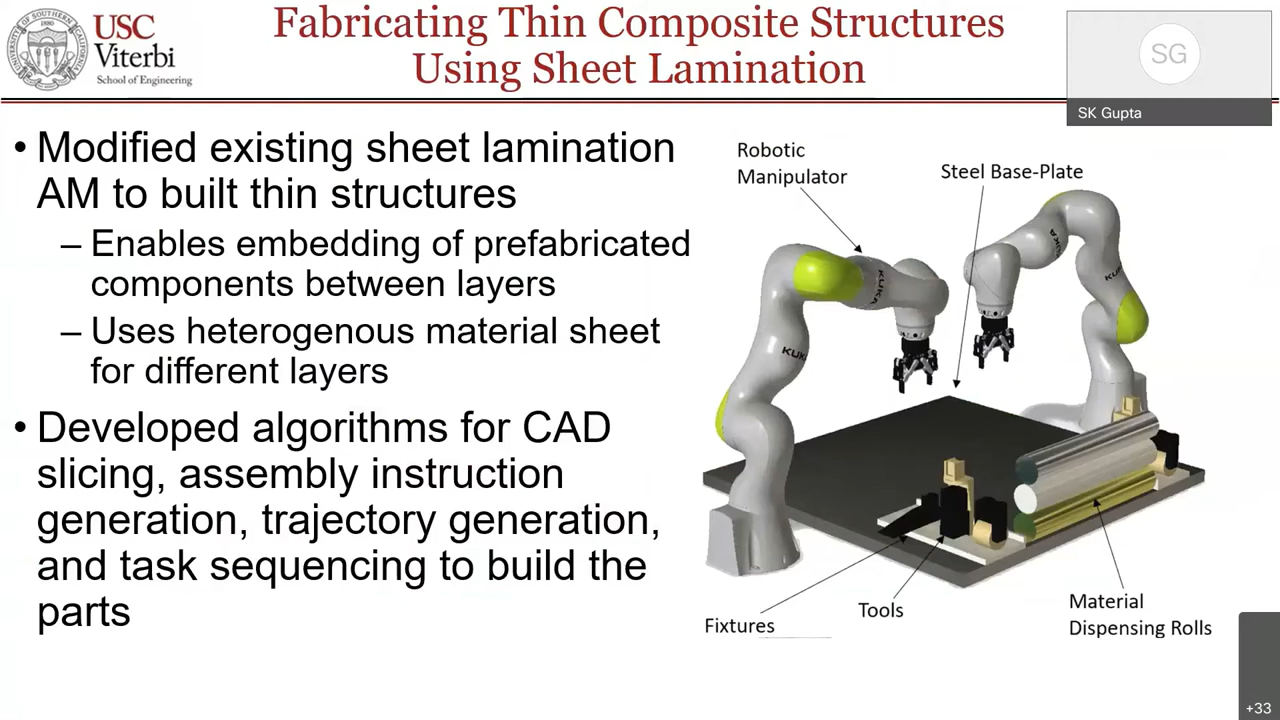 USC
Viterbi
School of Engineering
Fabricating Thin Composite Structures
Using Sheet Lamination
SG
SK Gupta
• Modified existing sheet lamination
AM to built thin structures
– Enables embedding of prefabricated
components between layers
– Uses heterogenous material sheet
for different layers
• Developed algorithms for CAD
slicing, assembly instruction
generation, trajectory generation,
and task sequencing to build the
parts
Robotic
Manipulator
Steel Base-Plate
KUKA
KUKA
Fixtures
Tools
Material
Dispensing Rolls
+33